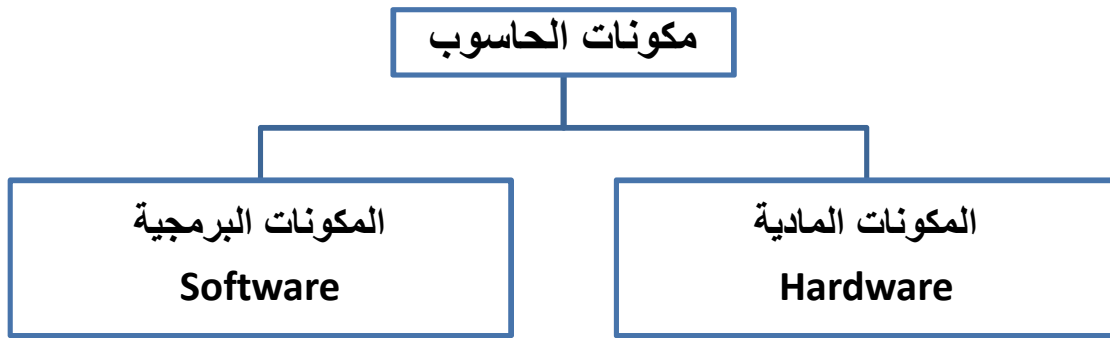 مكونات الحاسوب
المكونات المادية
Hardware
المكونات البرمجية
Software